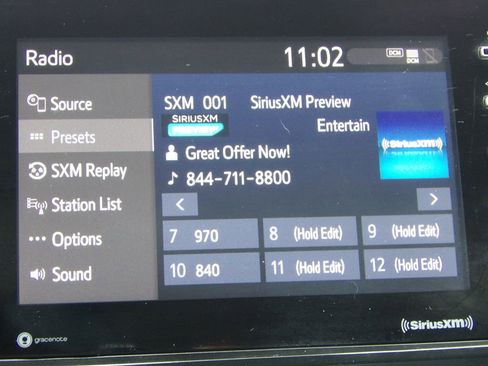 Radio
11:02
DCM
DCM
Source
Presets
SXM Replay
Station List
Options
Sound
SXM 001 SiriusXM Preview
SIRIUSXM
PREVIEW
Entertain
Great Offer Now!
844-711-8800
((SiriusXM))
< >
7 970
8 (Hold Edit)
9 (Hold Edit)
10 840
11 (Hold Edit)
12 (Hold Edit)
gracenote
((SiriusXM))